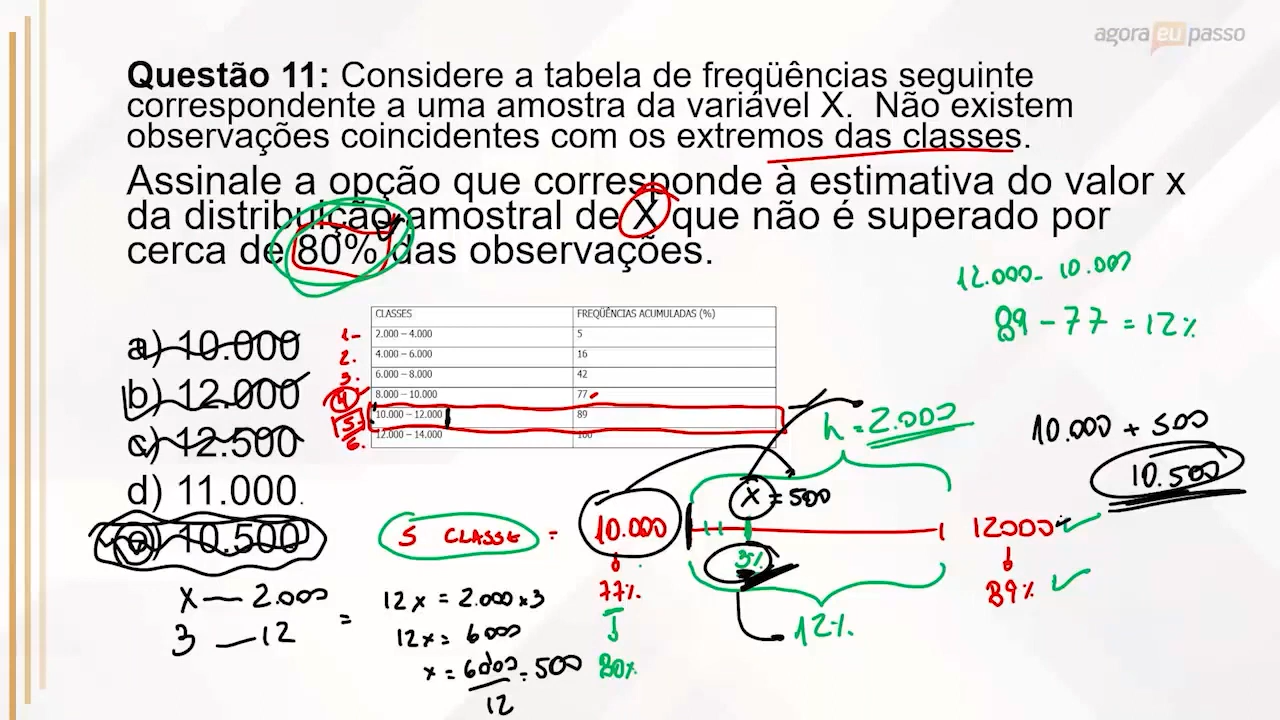 agora eu passo
Questão 11: Considere a tabela de freqüências seguinte
correspondente a uma amostra da variável X. Não existem
observações coincidentes com os extremos das classes.
Assinale a opção que corresponde à estimativa do valor x
da distribuição amostral de X que não é superado por
cerca de 80% das observações.
12.000 - 10.000
89 - 77 = 12%
a) 10.000
b) 12.000
c) 12.500
d) 11.000.
e) 10.500
CLASSES FREQÜÊNCIAS ACUMULADAS (%)
1- 2.000 – 4.000 5
2. 4.000 – 6.000 16
3. 6.000 – 8.000 42
4 8.000 – 10.000 77
5 10.000 – 12.000 89
6. 12.000 – 14.000 100
h = 2.000
10.000 + 500
10.500
X = 500
5 CLASSE = 10.000
12000
3%
77%
89%
12%
80%
X — 2.000
3 — 12
=
12x = 2.000 x 3
12x = 6000
x = 6000 = 500
12